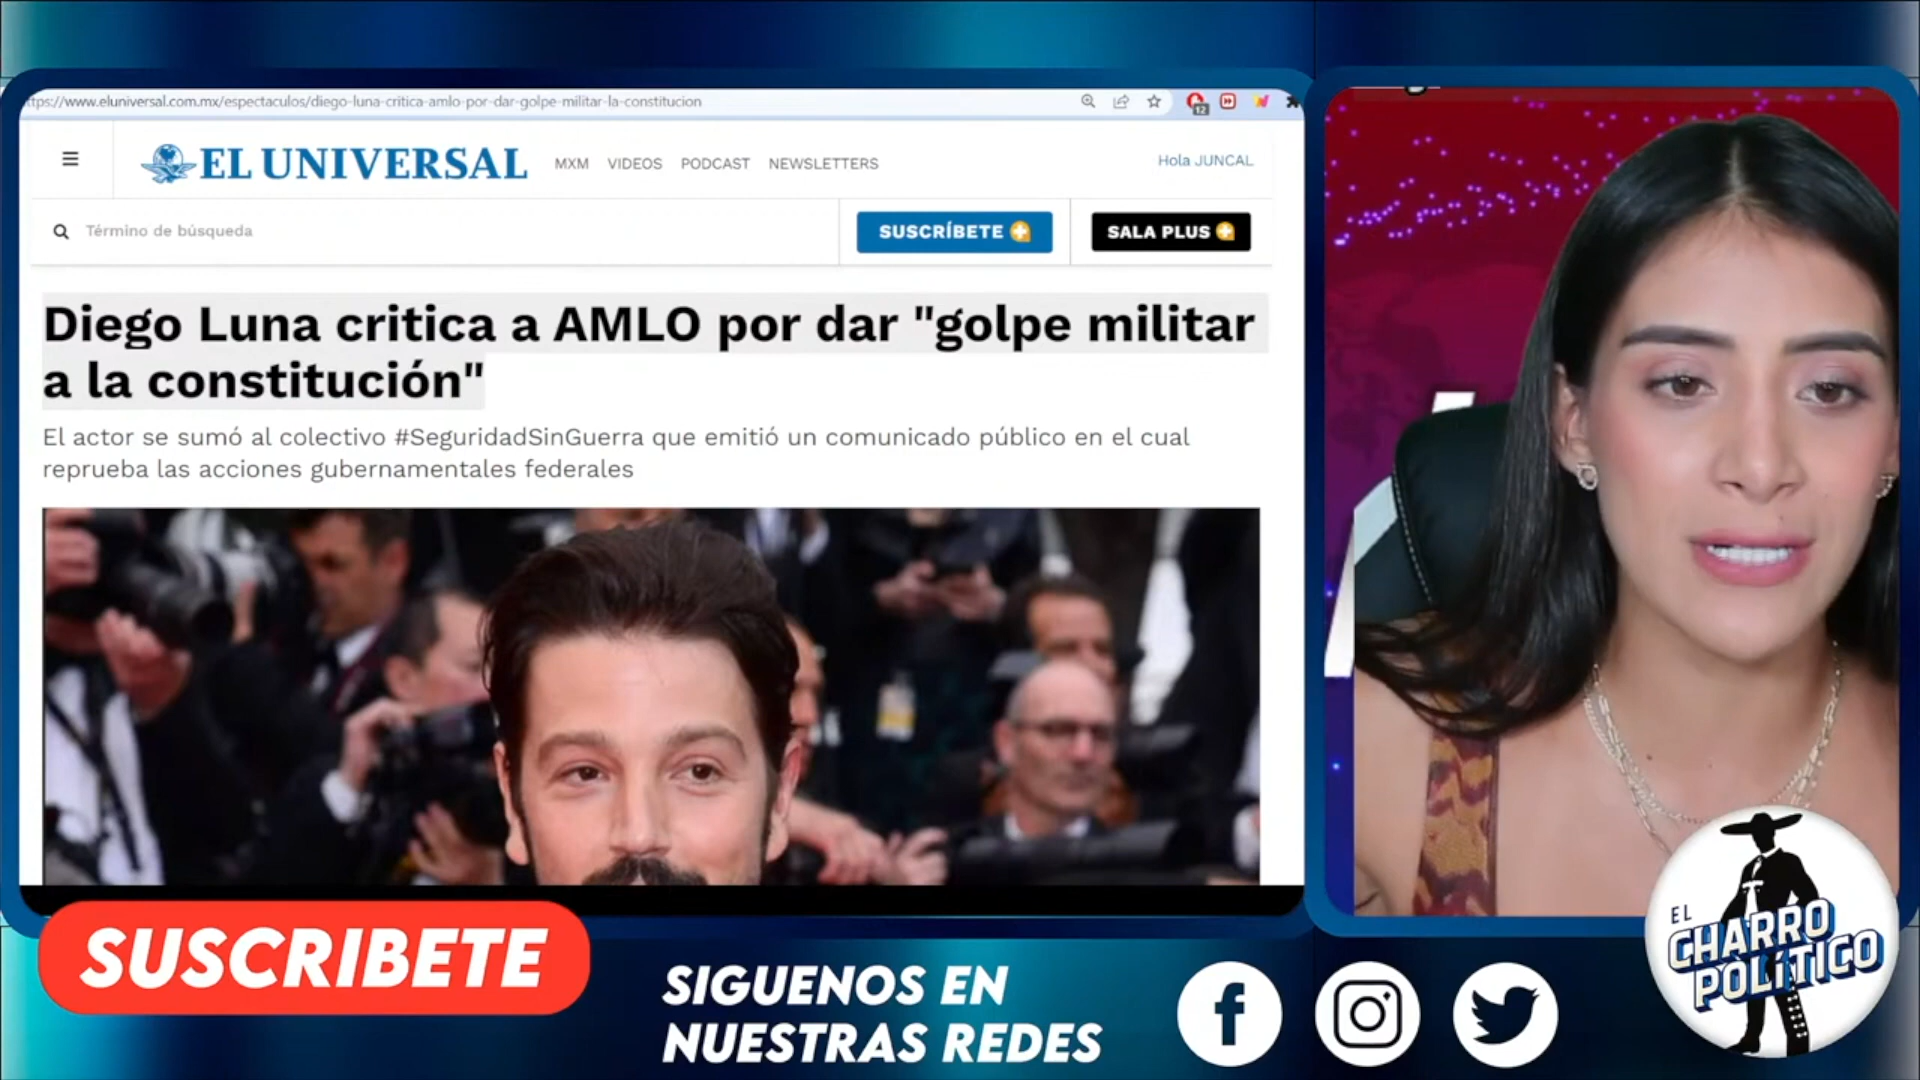 ttps://www.eluniversal.com.mx/espectaculos/diego-luna-critica-amlo-por-dar-golpe-militar-la-constitucion
12
EL UNIVERSAL
MXM VIDEOS PODCAST NEWSLETTERS
Hola JUNCAL
Término de búsqueda
SUSCRÍBETE
SALA PLUS
Diego Luna critica a AMLO por dar "golpe militar
a la constitución"
El actor se sumó al colectivo #SeguridadSinGuerra que emitió un comunicado público en el cual
reprueba las acciones gubernamentales federales
SUSCRIBETE
SIGUENOS EN
NUESTRAS REDES
EL
CHARRO
POLÍTICO